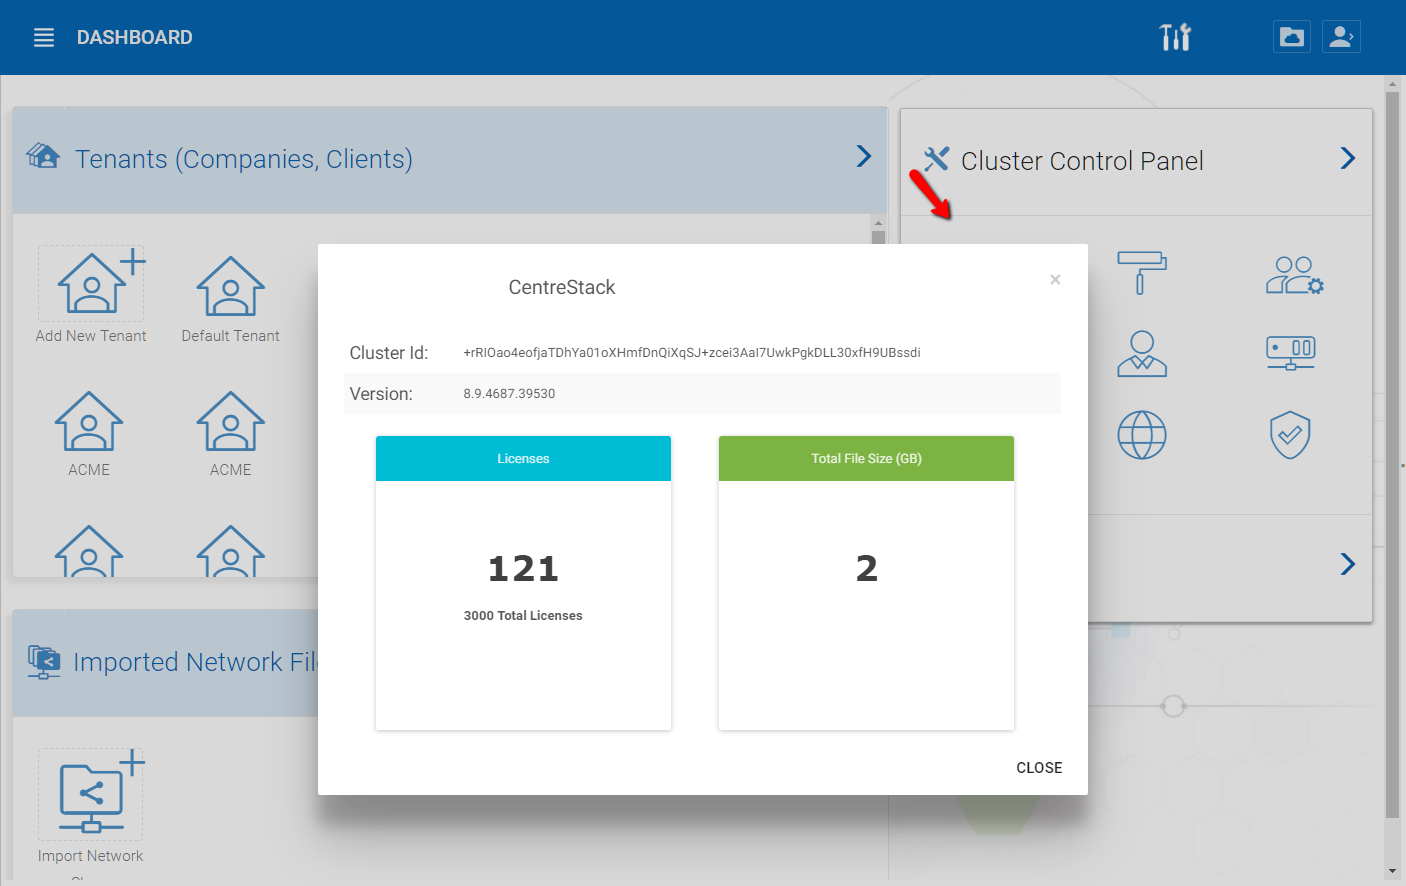 DASHBOARD
Tenants (Companies, Clients)
Cluster Control Panel
Add New Tenant
Default Tenant
ACME
ACME
CentreStack
×
Cluster Id:
+rRIOao4eofjaTDhYa01oXHmfDnQiXqSJ+zcei3AaI7UwkPgkDLL30xfH9UBssdi
Version:
8.9.4687.39530
Licenses
121
3000 Total Licenses
Total File Size (GB)
2
CLOSE
Imported Network Fil
Import Network